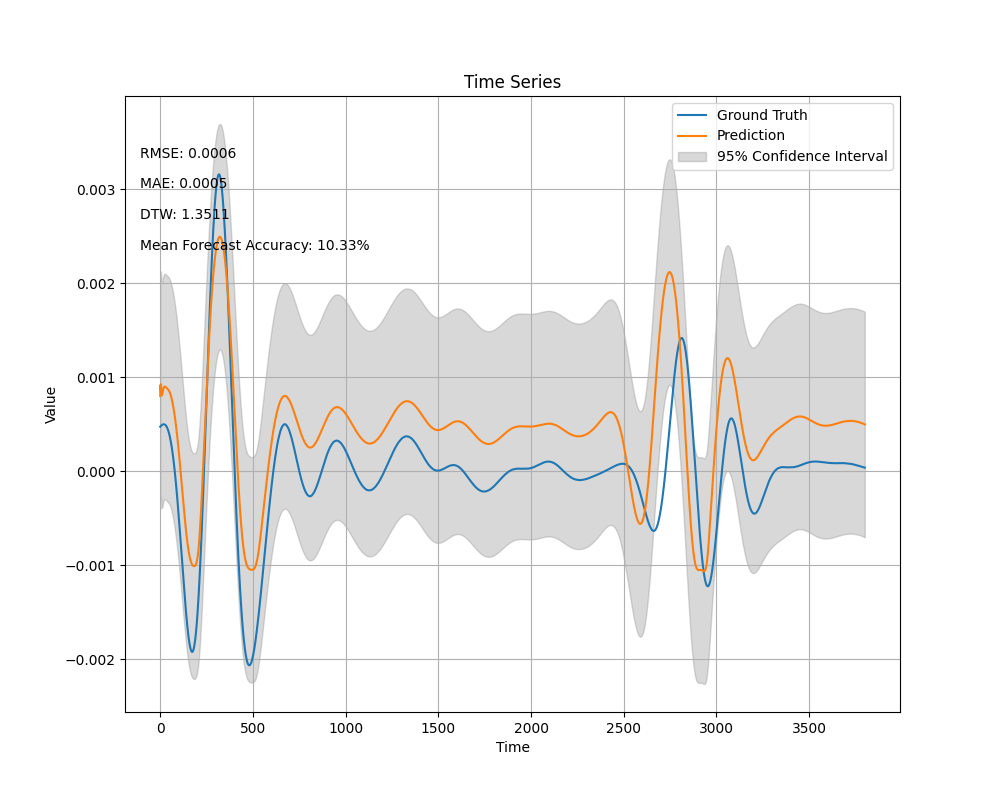 Time Series
Ground Truth
Prediction
95% Confidence Interval
RMSE: 0.0006
MAE: 0.0005
DTW: 1.3511
Mean Forecast Accuracy: 10.33%
Value
0.003
0.002
0.001
0.000
−0.001
−0.002
0 500 1000 1500 2000 2500 3000 3500
Time